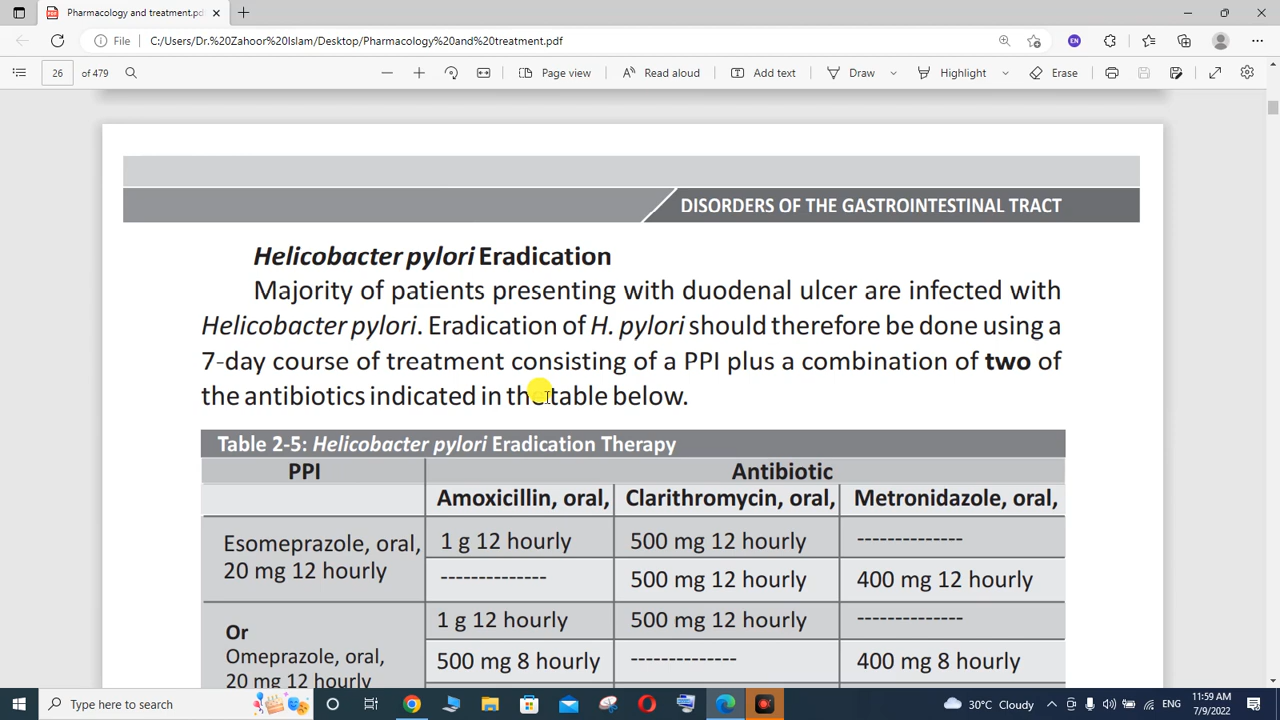 Pharmacology and treatment.pd
File C:/Users/Dr.%20Zahoor%20Islam/Desktop/Pharmacology%20and%20treatment.pdf EN
26 of 479 Page view Read aloud Add text Draw Highlight Erase
DISORDERS OF THE GASTROINTESTINAL TRACT
Helicobacter pylori Eradication
Majority of patients presenting with duodenal ulcer are infected with
Helicobacter pylori. Eradication of H. pylori should therefore be done using a
7-day course of treatment consisting of a PPI plus a combination of two of
the antibiotics indicated in the table below.
Table 2-5: Helicobacter pylori Eradication Therapy
PPI Antibiotic
Amoxicillin, oral, Clarithromycin, oral, Metronidazole, oral,
Esomeprazole, oral,
20 mg 12 hourly
1 g 12 hourly 500 mg 12 hourly --------------
-------------- 500 mg 12 hourly 400 mg 12 hourly
Or
Omeprazole, oral,
20 mg 12 hourly
1 g 12 hourly 500 mg 12 hourly --------------
500 mg 8 hourly -------------- 400 mg 8 hourly
Type here to search
30°C Cloudy ENG
11:59 AM
7/9/2022